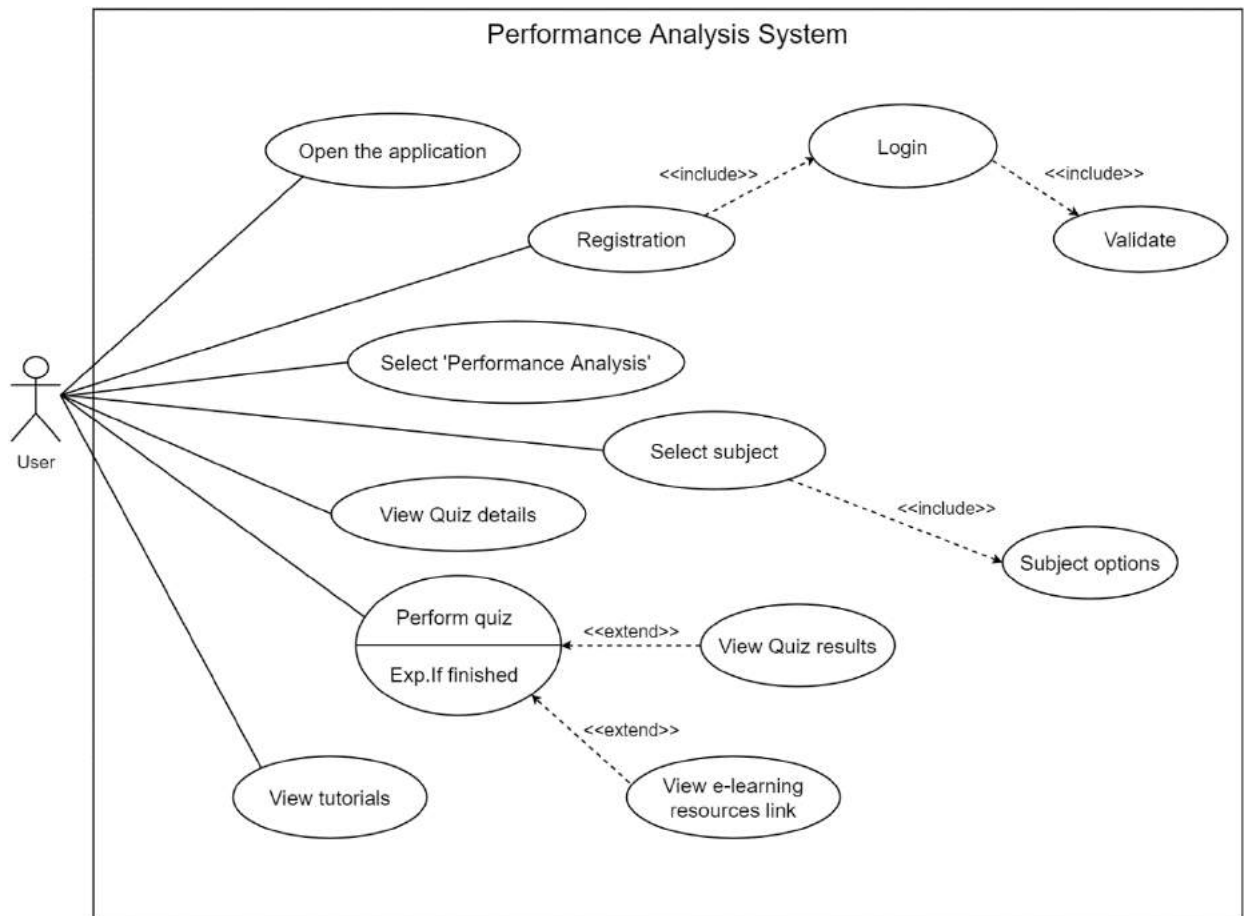 Performance Analysis System
Open the application
Login
<<include>>
<<include>>
Registration
Validate
Select 'Performance Analysis'
User
Select subject
View Quiz details
<<include>>
Subject options
Perform quiz
Exp.If finished
<<extend>>
View Quiz results
<<extend>>
View tutorials
View e-learning
resources link